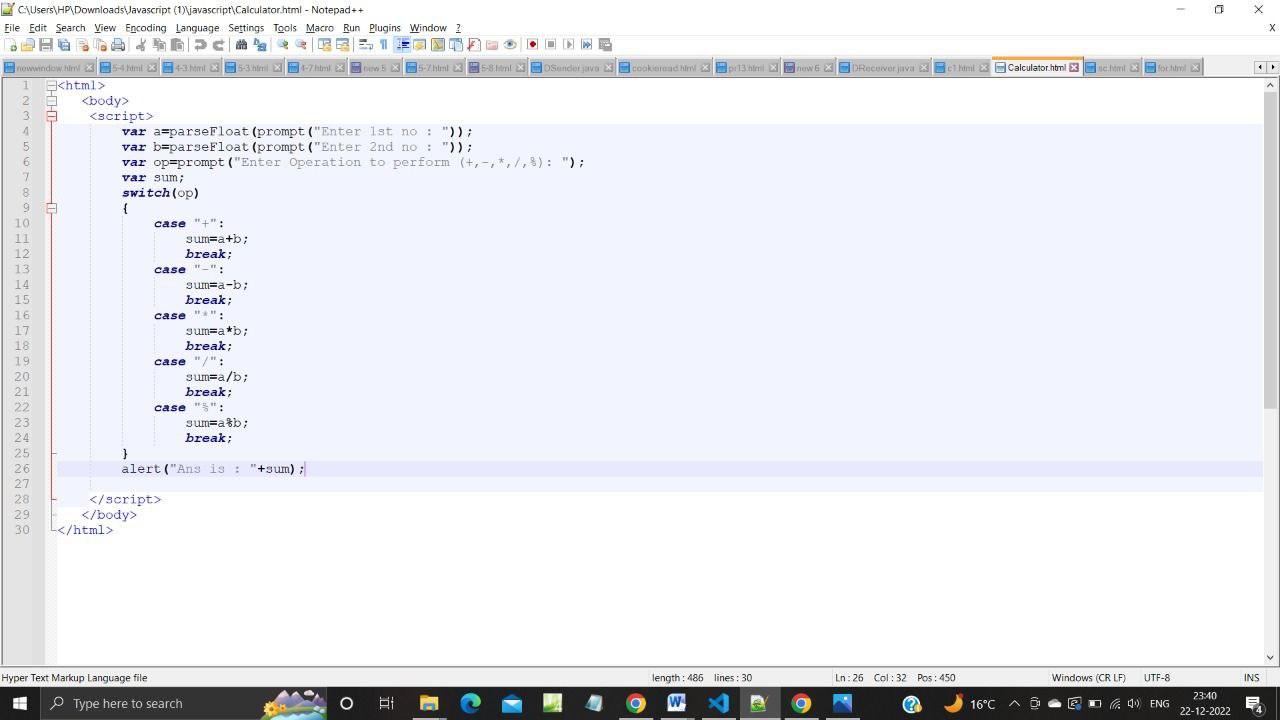 C:\Users\HP\Downloads\Javascript (1)\javascript\Calculator.html - Notepad++
File Edit Search View Encoding Language Settings Tools Macro Run Plugins Window ? X
newwindow.html 5-4.html 4-3.html 5-3.html 4-7.html new 5 5-7.html 5-8.html DSender.java cookieread.html pr13.html new 6 DReceiver.java c1.html Calculator.html sc.html for.html
1 <html>
2 <body>
3 <script>
4 var a=parseFloat(prompt("Enter 1st no : "));
5 var b=parseFloat(prompt("Enter 2nd no : "));
6 var op=prompt("Enter Operation to perform (+,-,*,/,%): ");
7 var sum;
8 switch(op)
9 {
10 case "+":
11 sum=a+b;
12 break;
13 case "-":
14 sum=a-b;
15 break;
16 case "*":
17 sum=a*b;
18 break;
19 case "/":
20 sum=a/b;
21 break;
22 case "%":
23 sum=a%b;
24 break;
25 }
26 alert("Ans is : "+sum);
27
28 </script>
29 </body>
30 </html>
Hyper Text Markup Language file length : 486 lines : 30 Ln : 26 Col : 32 Pos : 450 Windows (CR LF) UTF-8 INS
Type here to search 16°C ENG 23:40
22-12-2022 4